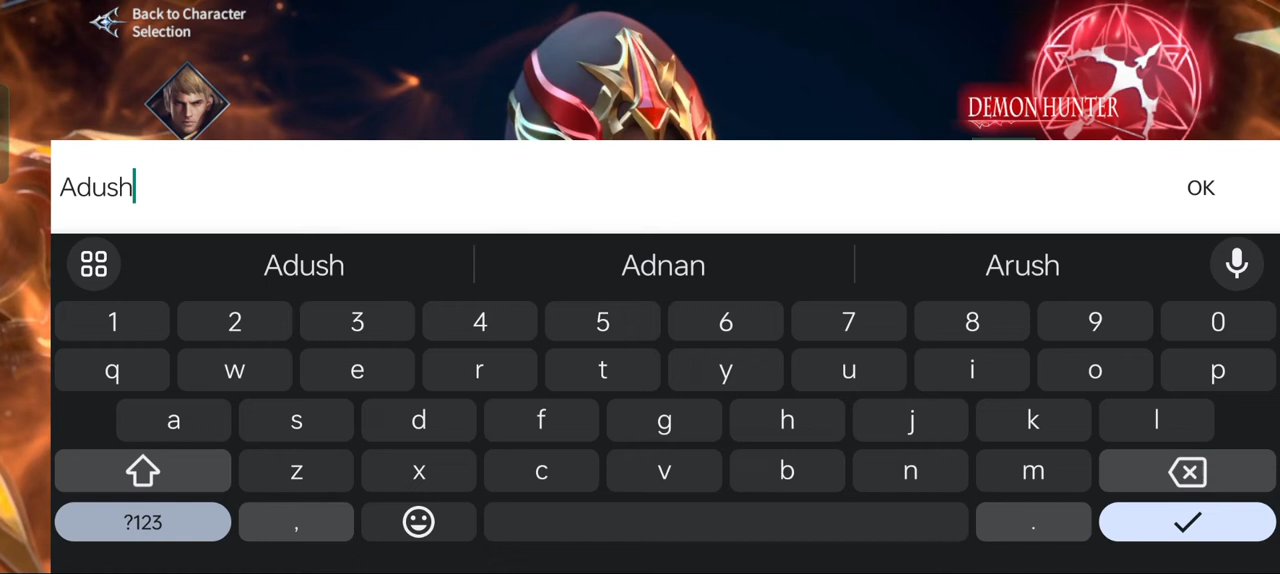 Back to Character
Selection
DEMON HUNTER
Adush
OK
Adush Adnan Arush
1 2 3 4 5 6 7 8 9 0
q w e r t y u i o p
a s d f g h j k l
z x c v b n m
?123 , .